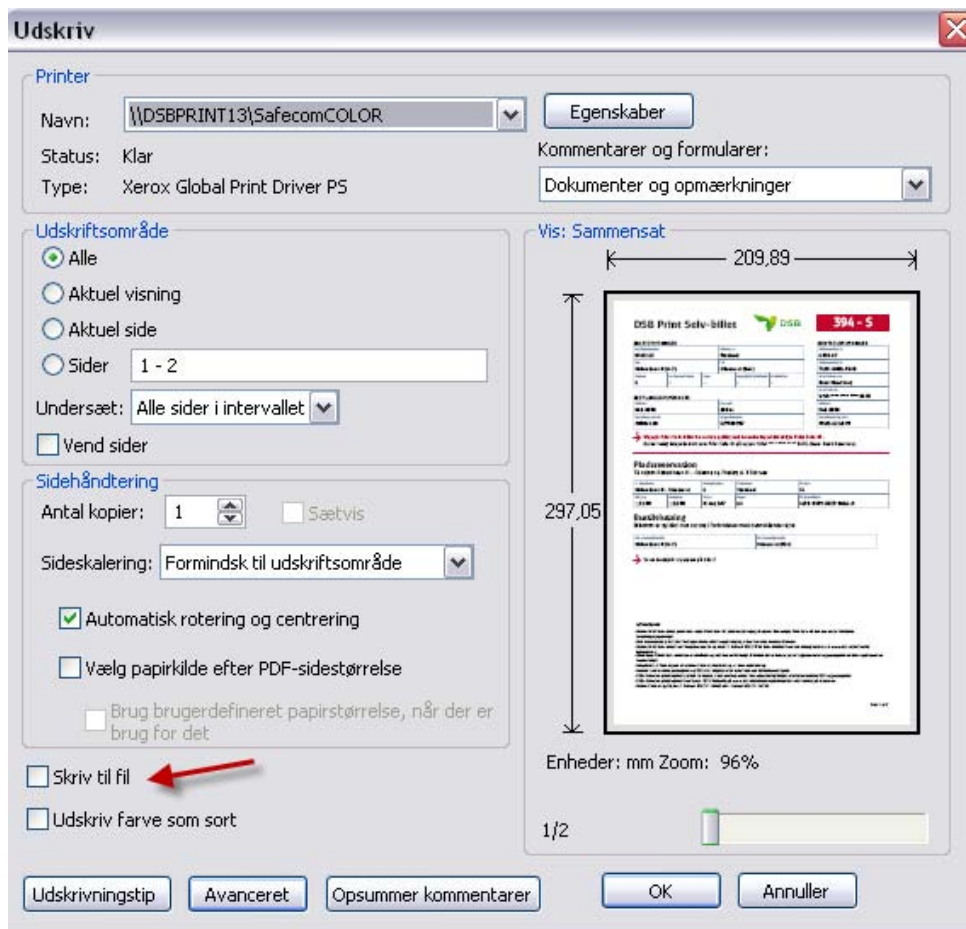 Udskriv
Printer
Navn: \\DSBPRINT13\SafecomCOLOR
Egenskaber
Status: Klar
Kommentarer og formularer:
Type: Xerox Global Print Driver PS
Dokumenter og opmærkninger
Udskriftsområde
Alle
Aktuel visning
Aktuel side
Sider 1 - 2
Undersæt: Alle sider i intervallet
Vend sider
Sidehåndtering
Antal kopier: 1 Sætvis
Sideskalering: Formindsk til udskriftsområde
Automatisk rotering og centrering
Vælg papirkilde efter PDF-sidestørrelse
Brug brugerdefineret papirstørrelse, når der er
brug for det
Skriv til fil
Udskriv farve som sort
Vis: Sammensat
209,89
297,05
DSB Print Selv-billet DSB 394 - S
Pladsreservation
Enheder: mm Zoom: 96%
1/2
Udskrivningstip
Avanceret
Opsummer kommentarer
OK
Annuller